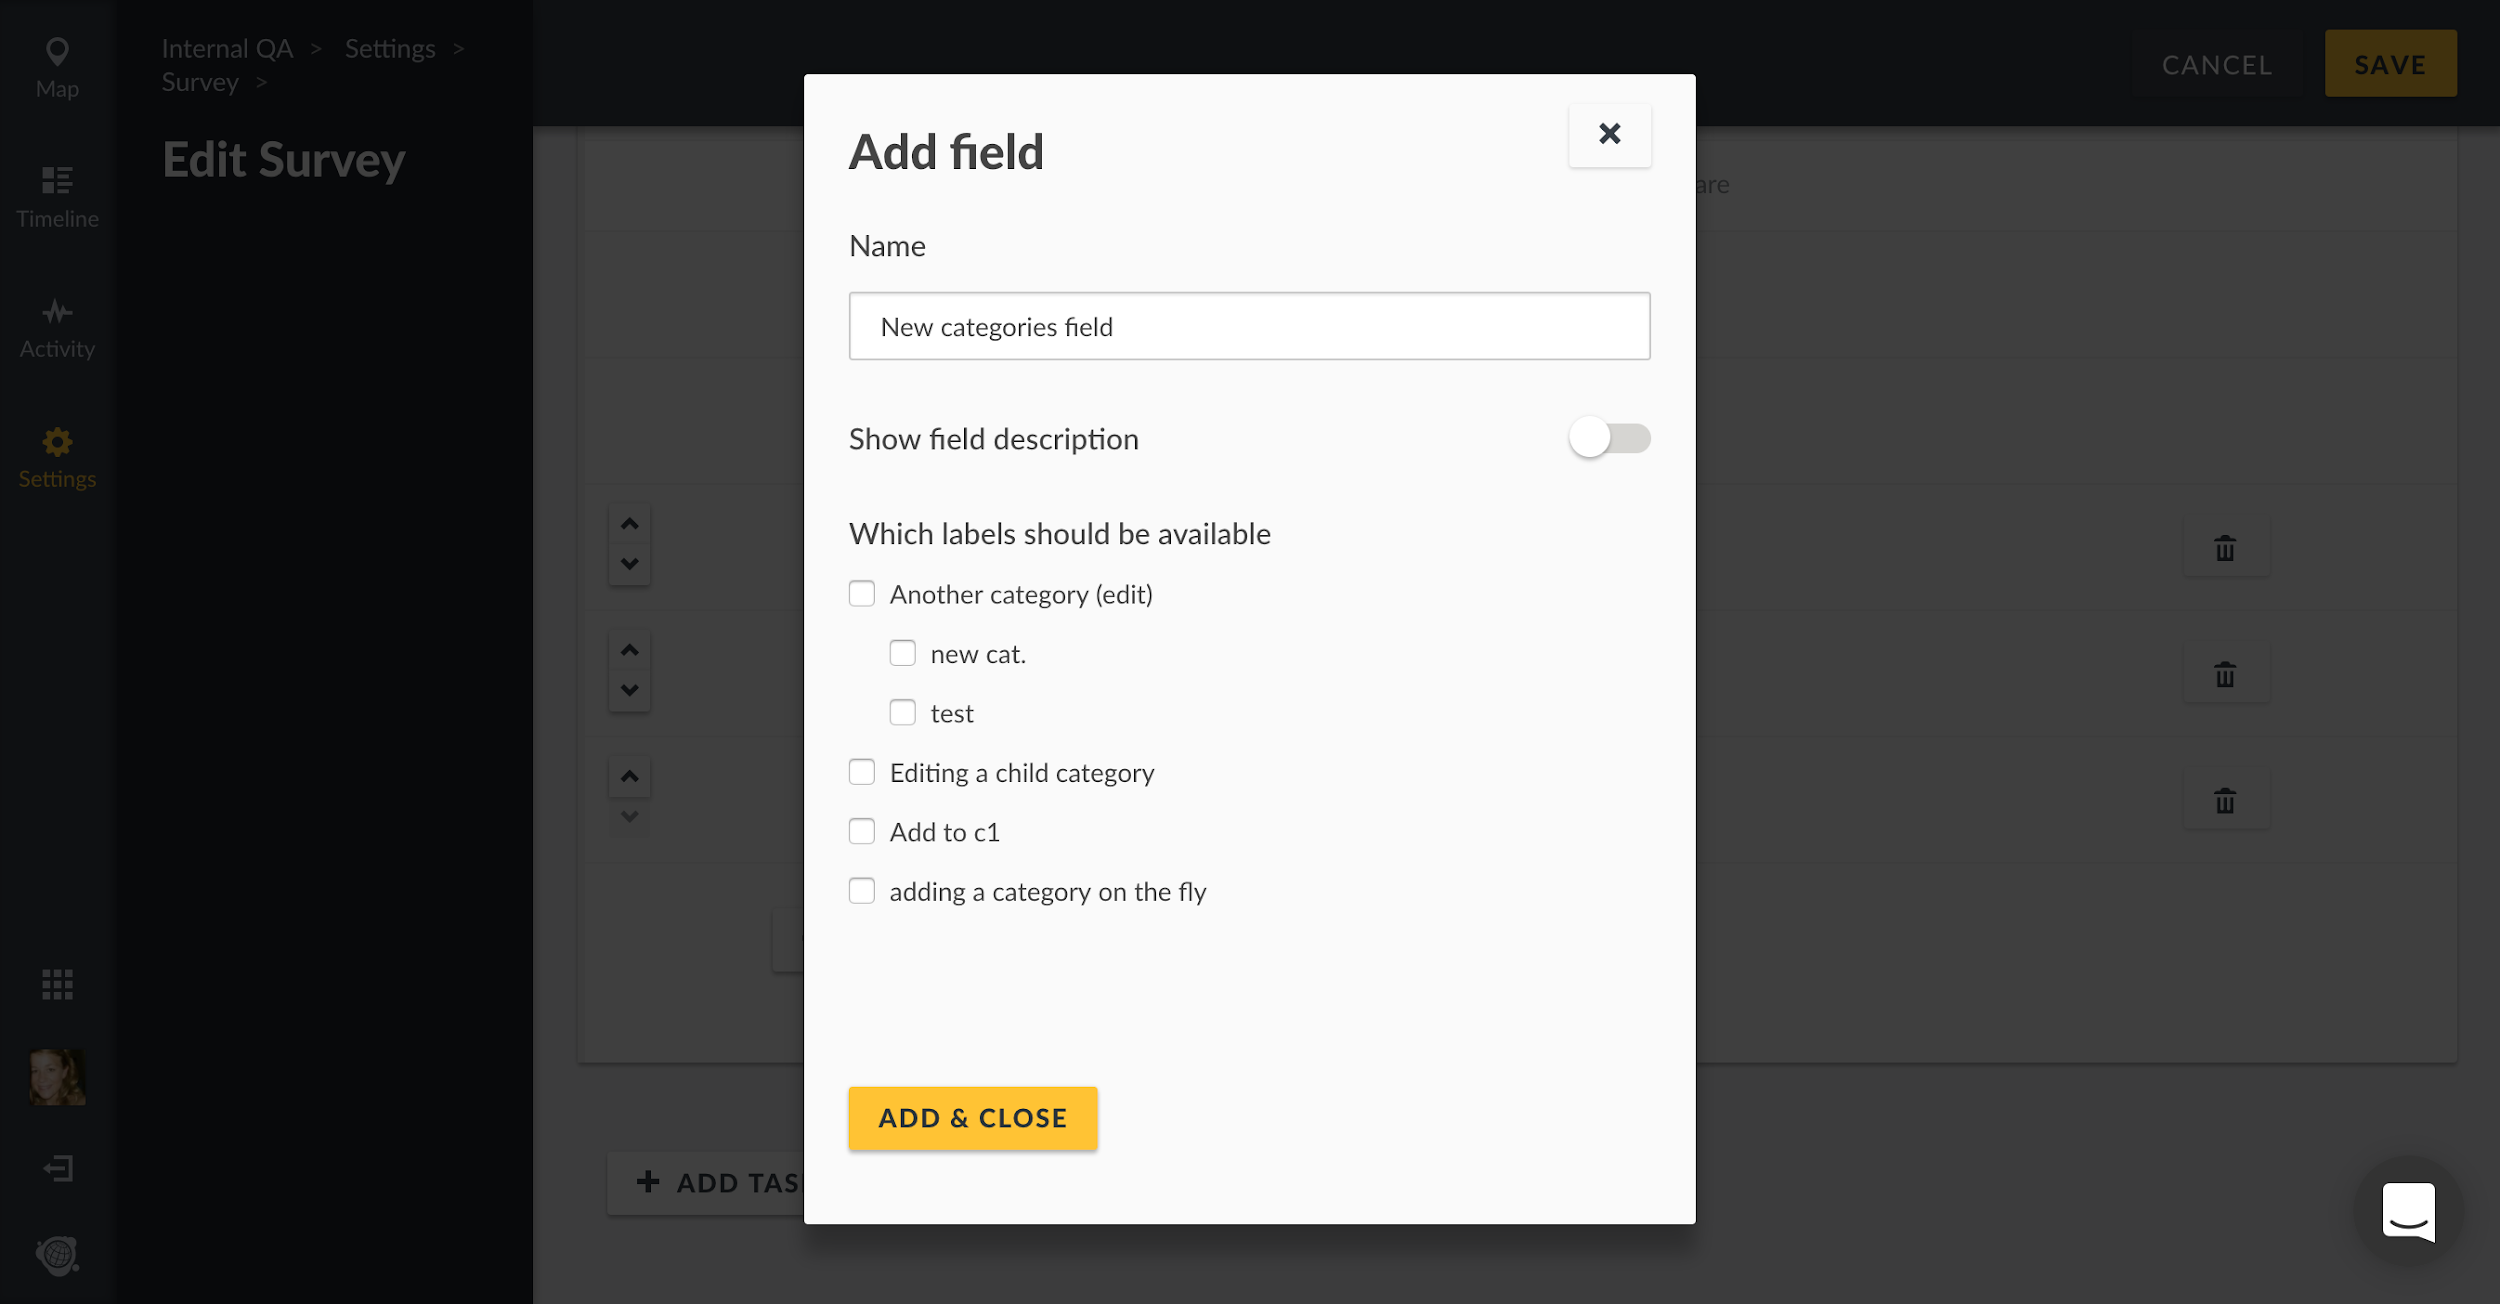 Map
Timeline
Activity
Settings
Internal QA > Settings >
Survey >
Edit Survey
CANCEL
SAVE
are
Add field
Name
New categories field
Show field description
Which labels should be available
Another category (edit)
new cat.
test
Editing a child category
Add to c1
adding a category on the fly
ADD & CLOSE
ADD TAS